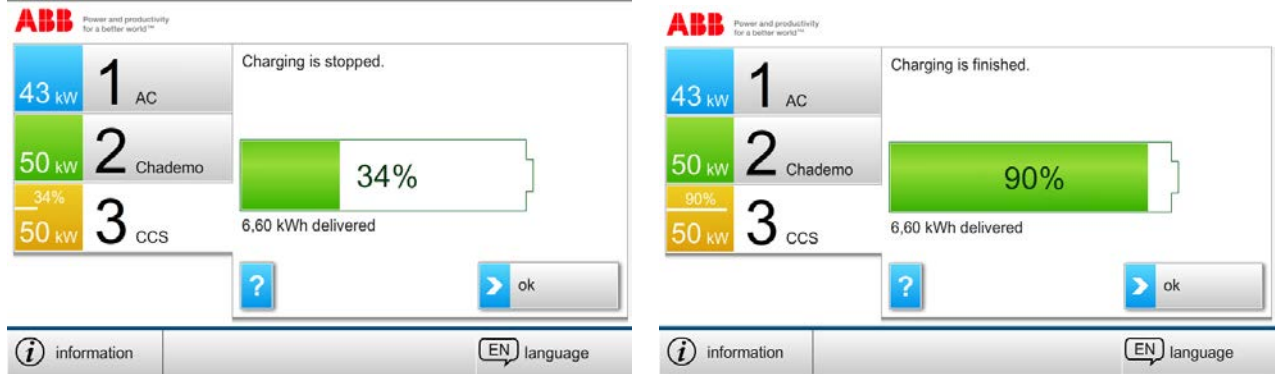 ABB
Power and productivity
for a better world™
43 kW 1 AC
50 kW 2 Chademo
34%
50 kW 3 CCS
Charging is stopped.
34%
6,60 kWh delivered
?
ok
i information
EN language
ABB
Power and productivity
for a better world™
43 kW 1 AC
50 kW 2 Chademo
90%
50 kW 3 CCS
Charging is finished.
90%
6,60 kWh delivered
?
ok
i information
EN language